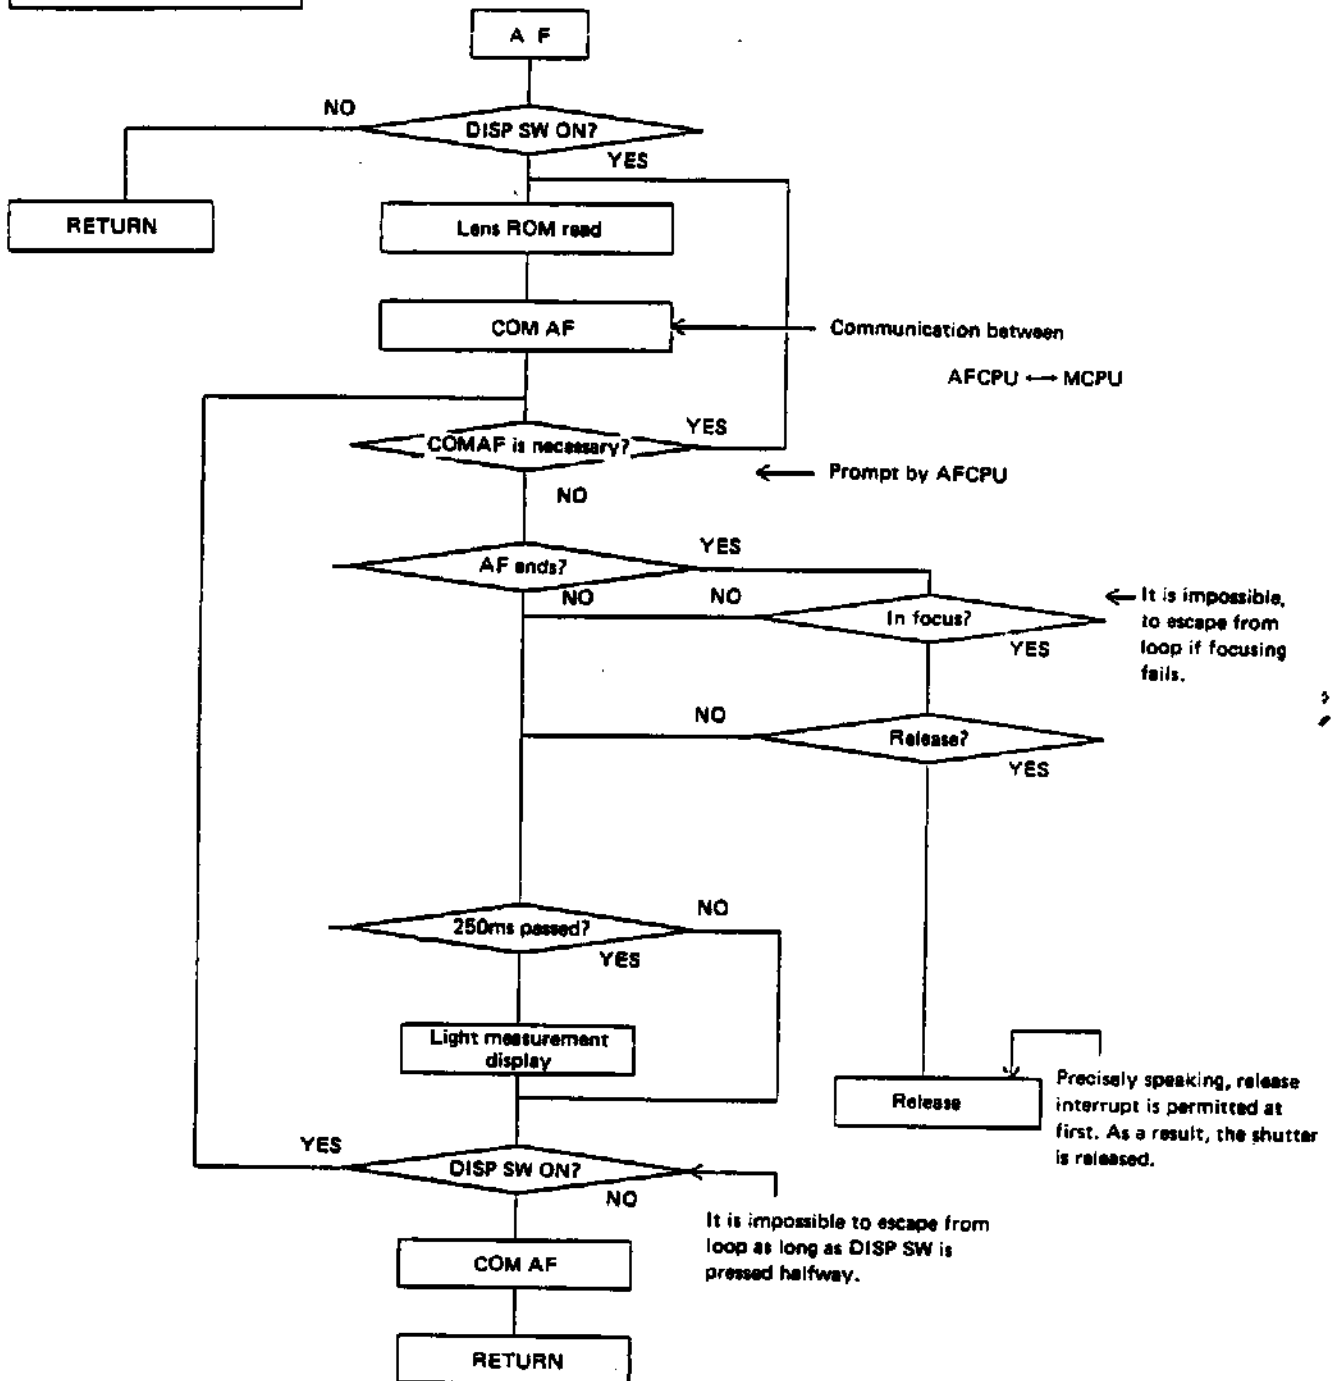 A F
NO
DISP SW ON?
YES
RETURN
Lens ROM read
COM AF
Communication between
AFCPU ⟷ MCPU
COMAF is necessary?
YES
Prompt by AFCPU
NO
AF ends?
YES
NO
NO
In focus?
YES
It is impossible,
to escape from
loop if focusing
fails.
NO
Release?
YES
250ms passed?
NO
YES
Light measurement
display
Release
Precisely speaking, release
interrupt is permitted at
first. As a result, the shutter
is released.
YES
DISP SW ON?
NO
It is impossible to escape from
loop as long as DISP SW is
pressed halfway.
COM AF
RETURN